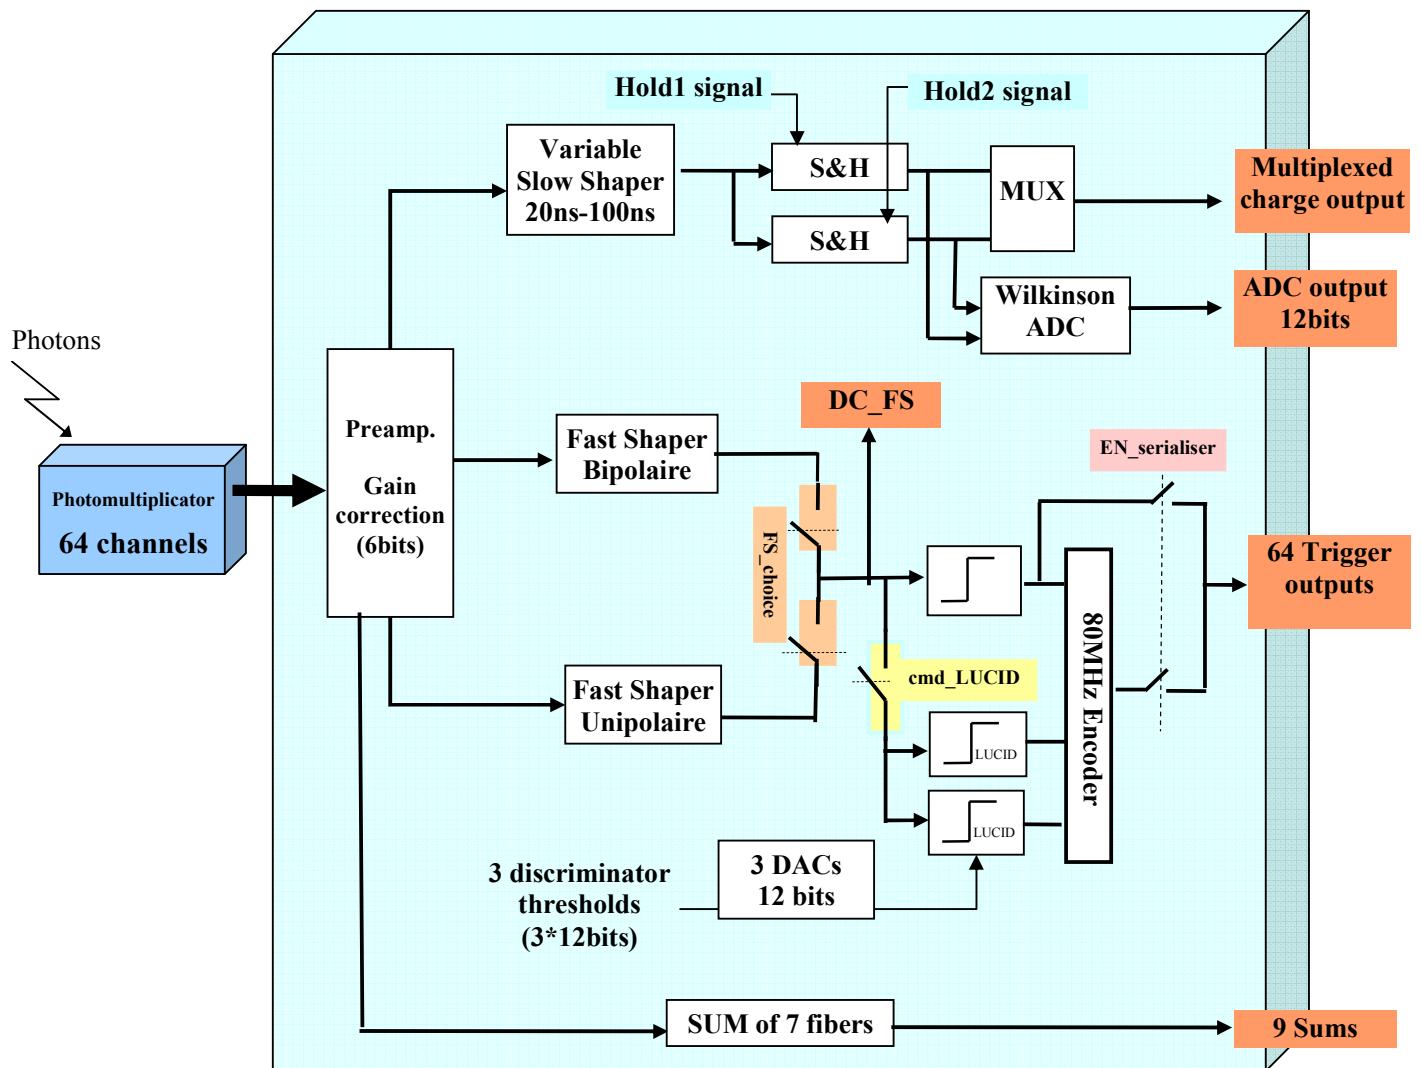 Hold1 signal
Hold2 signal
Variable
Slow Shaper
20ns-100ns
S&H
S&H
MUX
Multiplexed
charge output
Wilkinson
ADC
ADC output
12bits
Photons
Photomultiplicator
64 channels
Preamp.
Gain
correction
(6bits)
Fast Shaper
Bipolaire
DC_FS
FS_choice
EN_serialiser
64 Trigger
outputs
Fast Shaper
Unipolaire
cmd_LUCID
LUCID
LUCID
80MHz Encoder
3 discriminator
thresholds
(3*12bits)
3 DACs
12 bits
SUM of 7 fibers
9 Sums